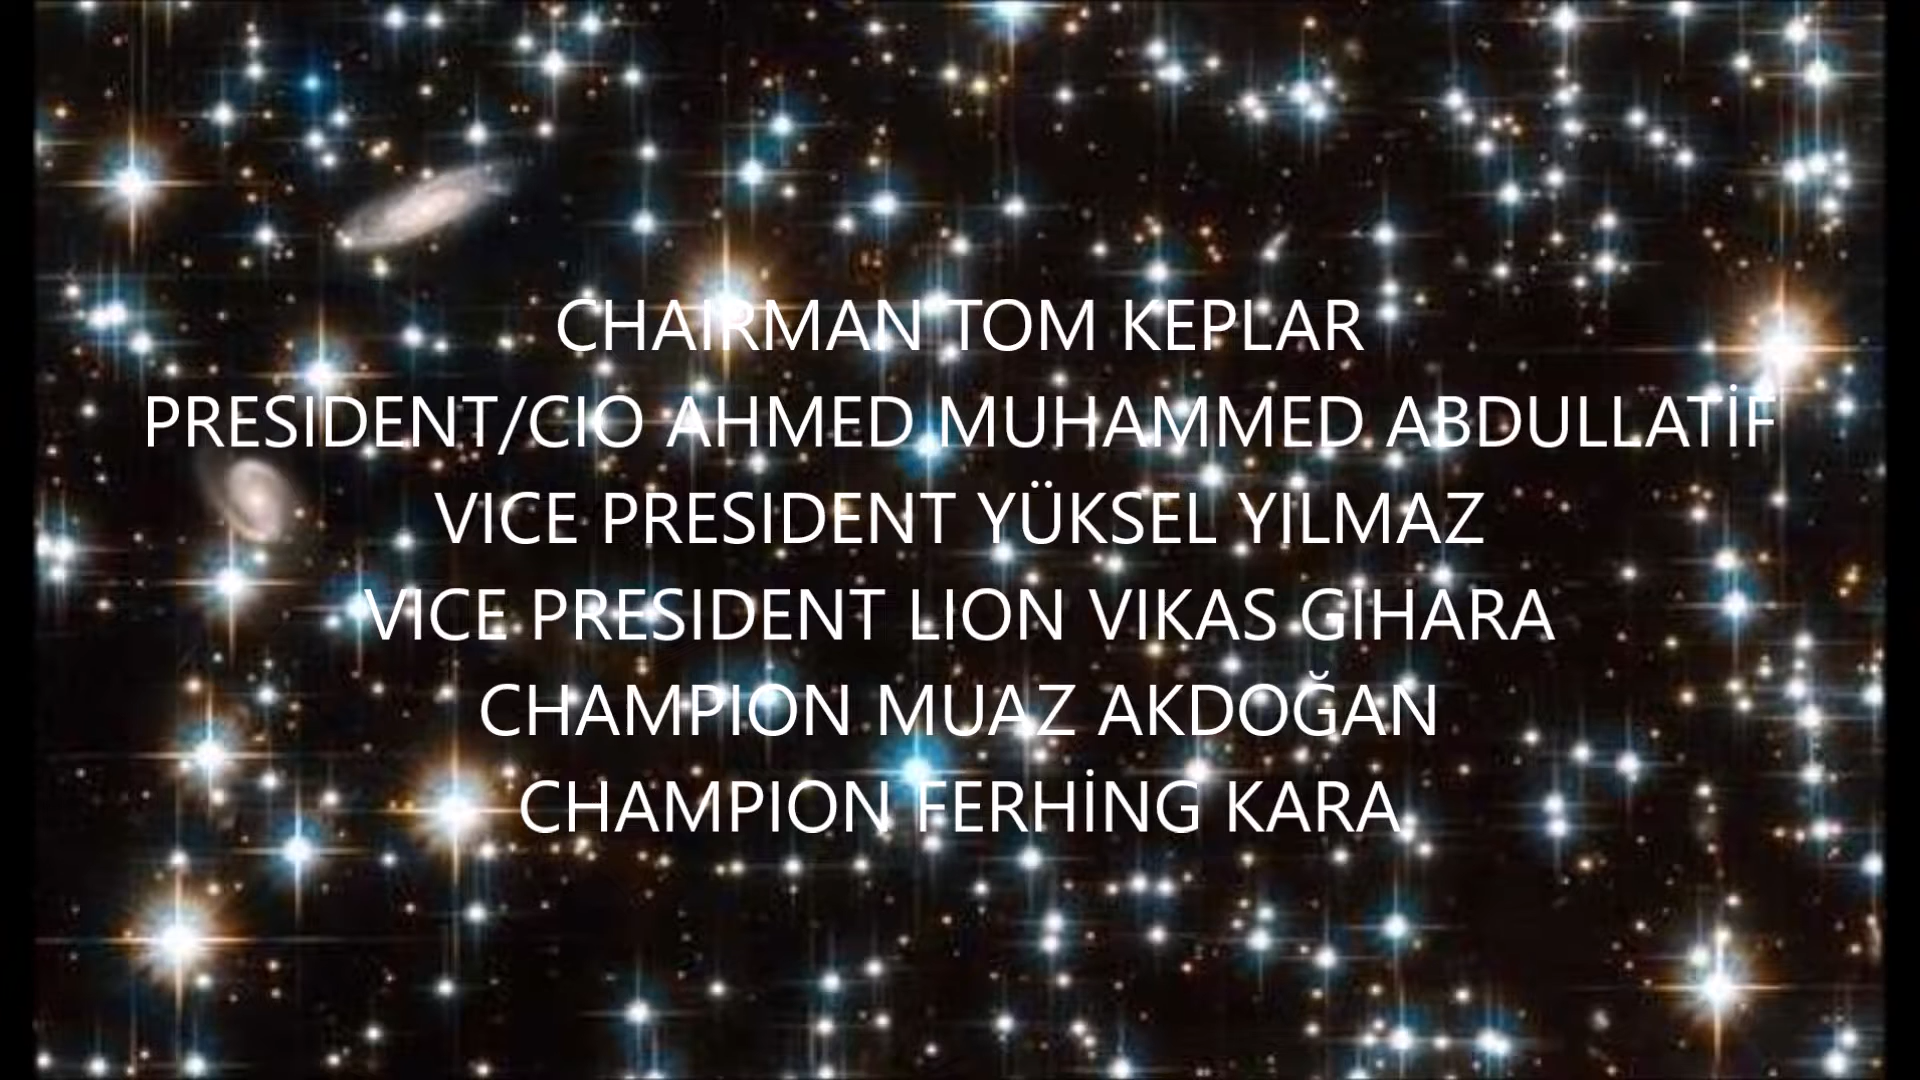 CHAIRMAN TOM KEPLAR
PRESIDENT/CIO AHMED MUHAMMED ABDULLATİF
VICE PRESIDENT YÜKSEL YILMAZ
VICE PRESIDENT LION VIKAS GIHARA
CHAMPION MUAZ AKDOĞAN
CHAMPION FERHİNG KARA